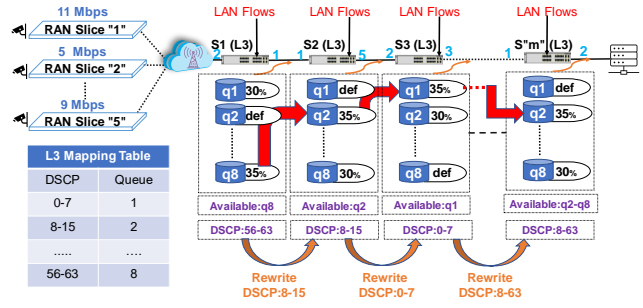 11 Mbps
RAN Slice "1"
5 Mbps
RAN Slice "2"
9 Mbps
RAN Slice "5"
LAN Flows LAN Flows LAN Flows LAN Flows
S1 (L3) S2 (L3) S3 (L3) S"m" (L3)
2 1 1 5 2 3 1 2
q1 30% q1 def q1 35% q1 def
q2 def q2 35% q2 30% q2 35%
q8 35% q8 30% q8 def q8 30%
Available:q8 Available:q2 Available:q1 Available:q2-q8
DSCP:56-63 DSCP:8-15 DSCP:0-7 DSCP:8-63
Rewrite Rewrite Rewrite
DSCP:8-15 DSCP:0-7 DSCP:8-63
L3 Mapping Table
DSCP Queue
0-7 1
8-15 2
..... ....
56-63 8